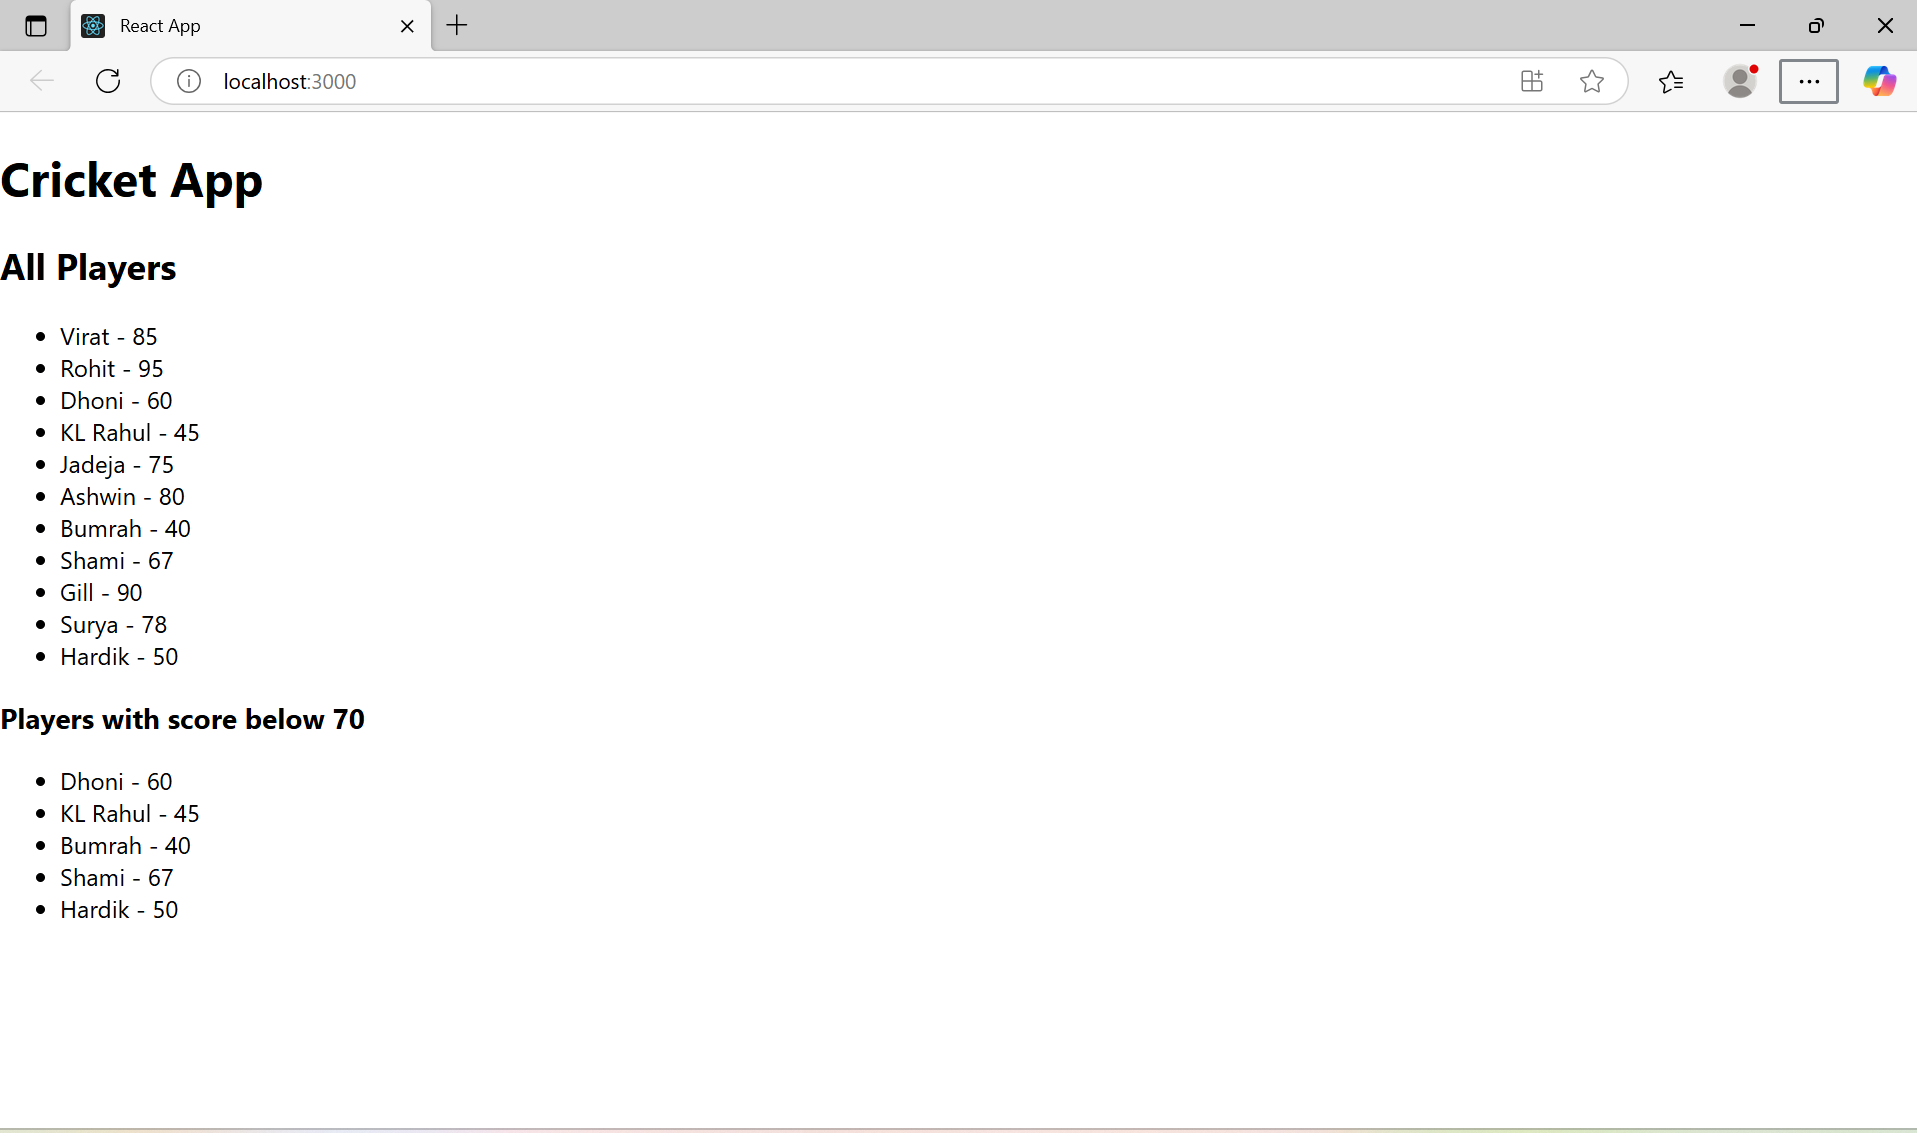 React App
localhost:3000
Cricket App
All Players
Virat - 85
Rohit - 95
Dhoni - 60
KL Rahul - 45
Jadeja - 75
Ashwin - 80
Bumrah - 40
Shami - 67
Gill - 90
Surya - 78
Hardik - 50
Players with score below 70
Dhoni - 60
KL Rahul - 45
Bumrah - 40
Shami - 67
Hardik - 50